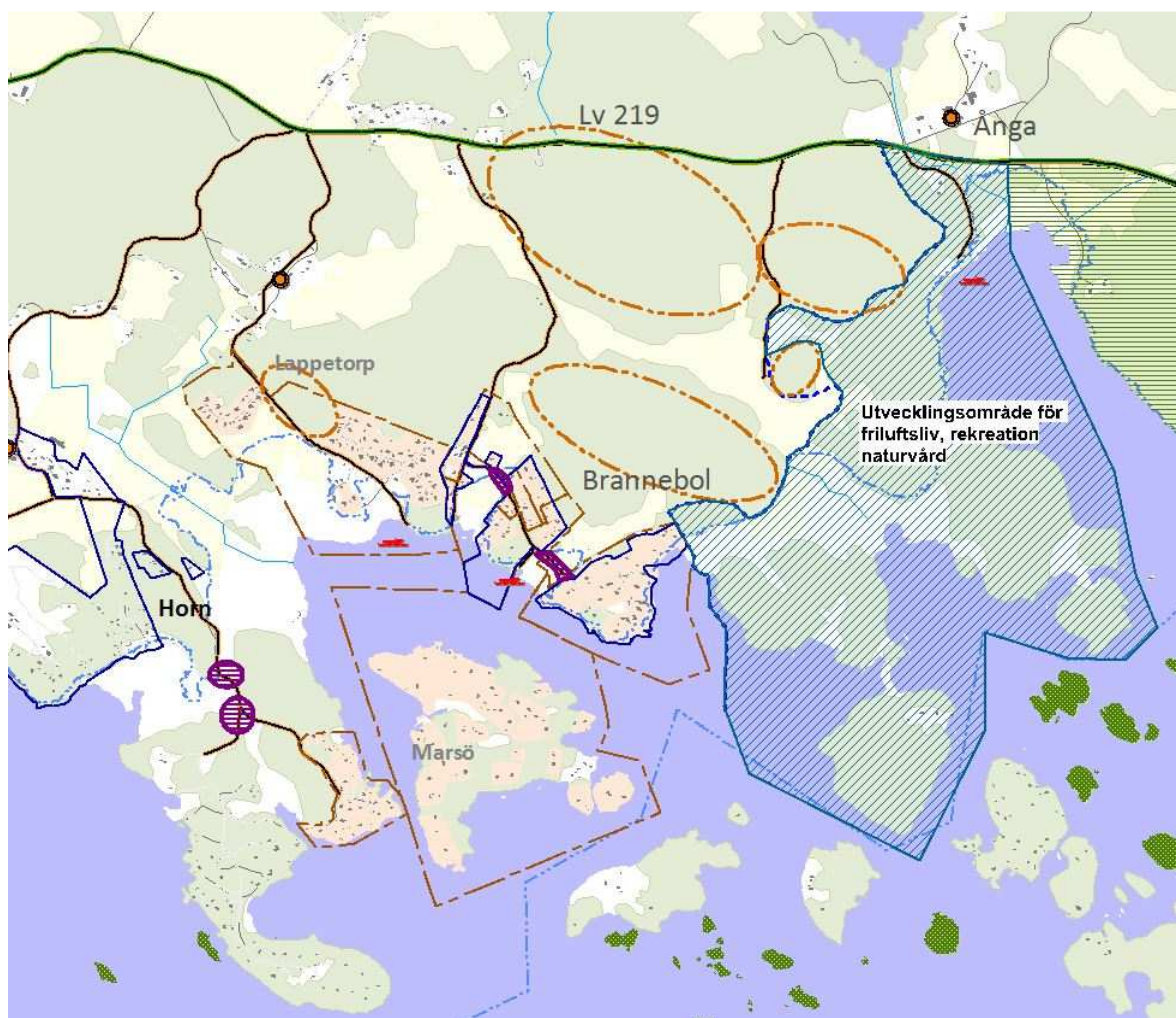 Lv 219
Ånga
Lappetorp
Utvecklingsområde för
friluftsliv, rekreation
naturvård
Brannebol
Horn
Marsö